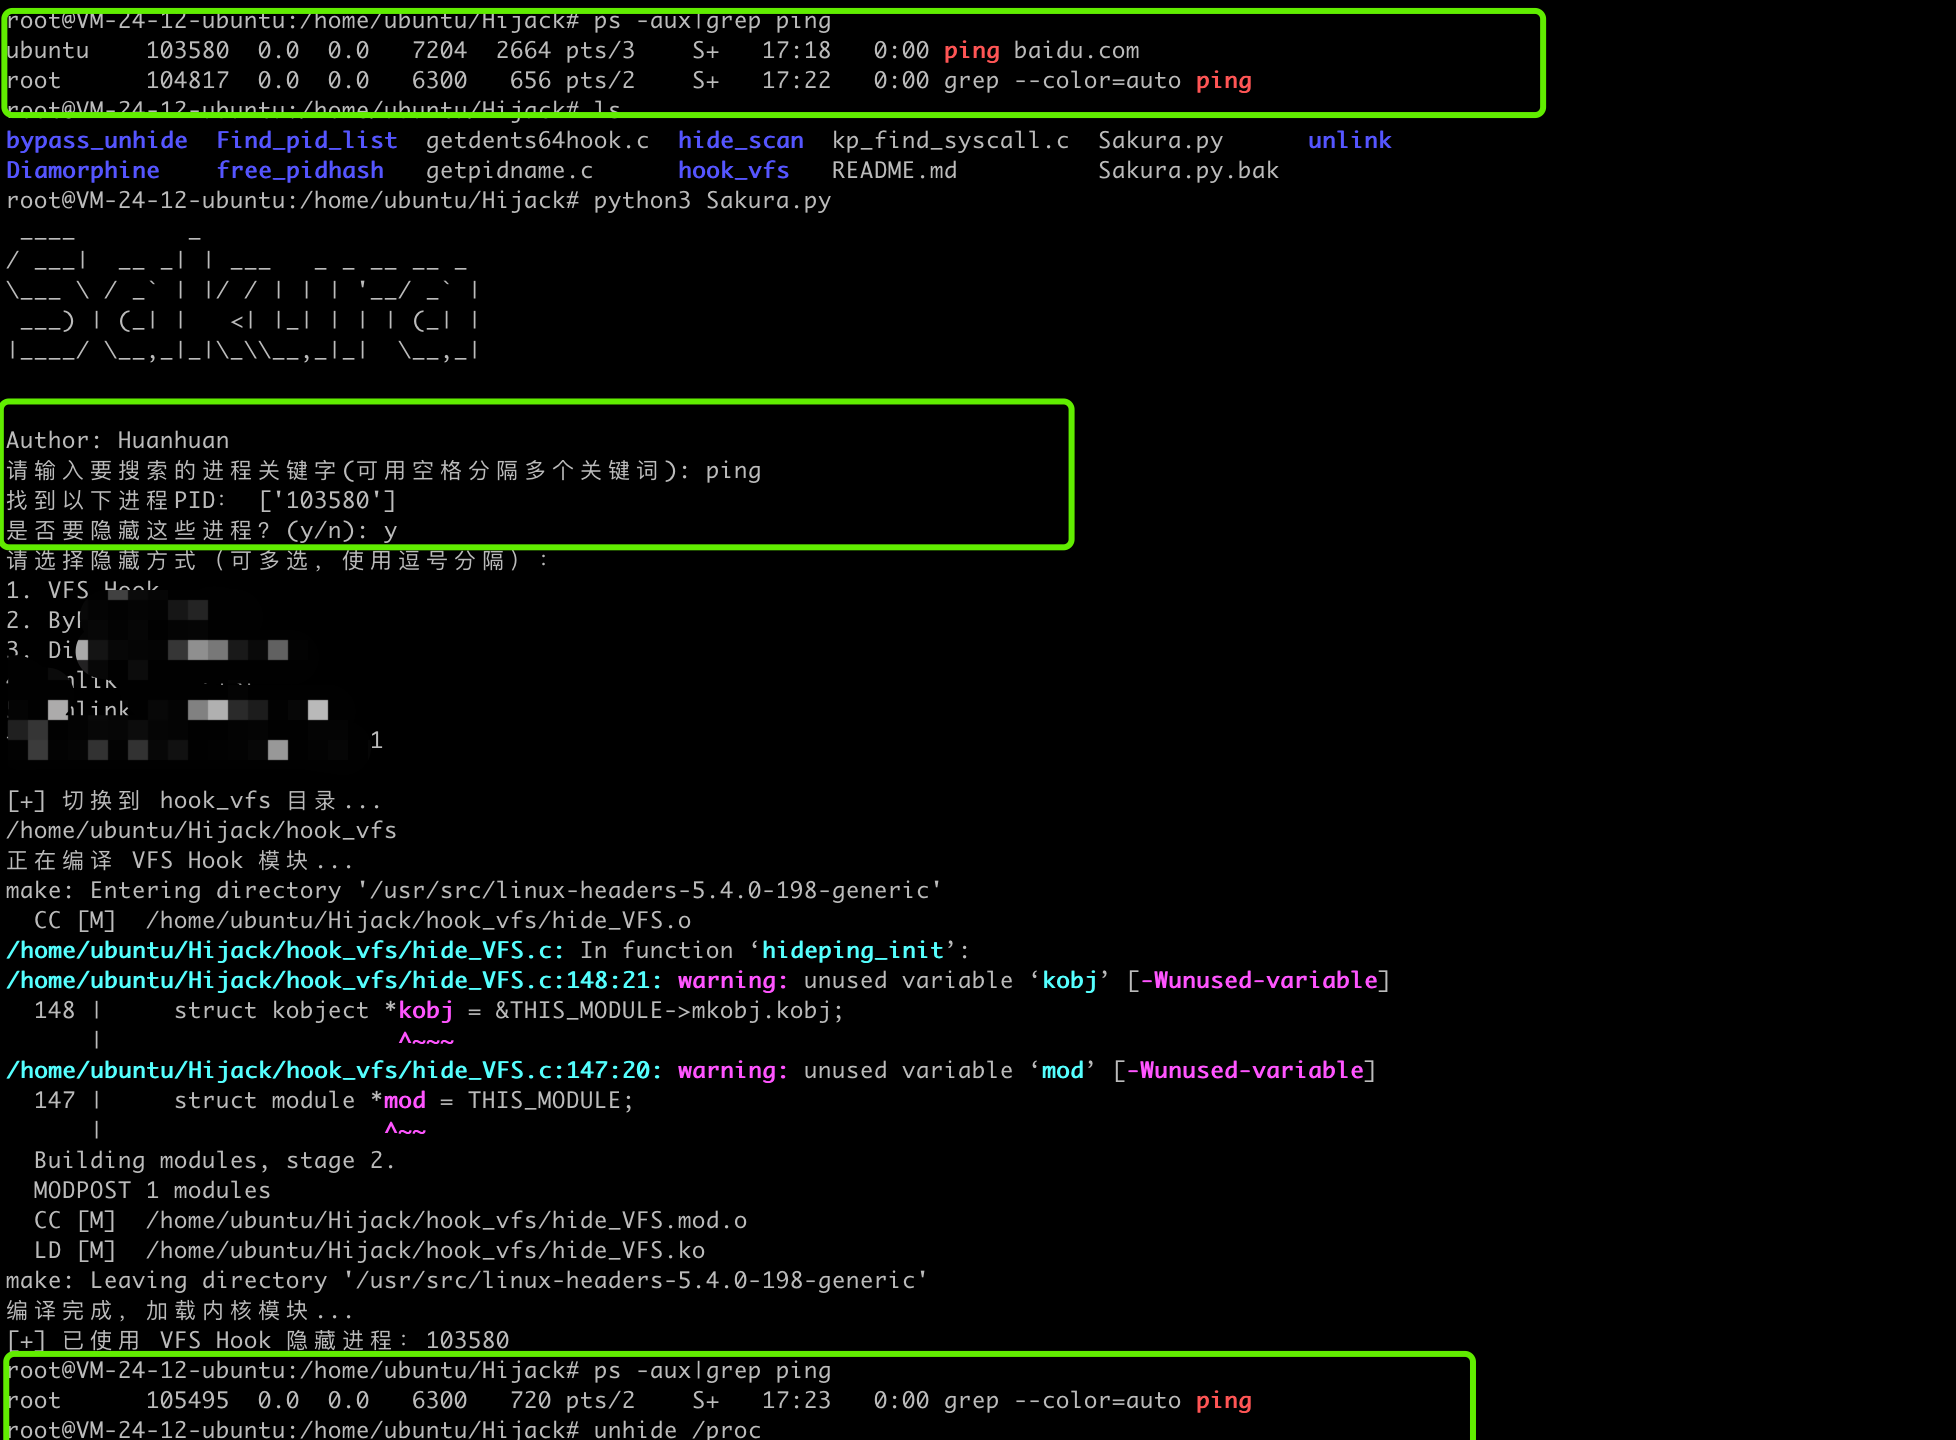 root@VM-24-12-ubuntu:/home/ubuntu/Hijack# ps -aux|grep ping
ubuntu    103580  0.0  0.0   7204  2664 pts/3    S+   17:18   0:00 ping baidu.com
root      104817  0.0  0.0   6300   656 pts/2    S+   17:22   0:00 grep --color=auto ping
root@VM-24-12-ubuntu:/home/ubuntu/Hijack# ls
bypass_unhide  Find_pid_list  getdents64hook.c  hide_scan  kp_find_syscall.c  Sakura.py      unlink
Diamorphine    free_pidhash   getpidname.c      hook_vfs   README.md          Sakura.py.bak
root@VM-24-12-ubuntu:/home/ubuntu/Hijack# python3 Sakura.py
Sakura
Author: Huanhuan
请输入要搜索的进程关键字(可用空格分隔多个关键词): ping
找到以下进程PID： ['103580']
是否要隐藏这些进程? (y/n): y
请选择隐藏方式（可多选，使用逗号分隔）：
1. VFS Hook
2.
3.
1
[+] 切换到 hook_vfs 目录...
/home/ubuntu/Hijack/hook_vfs
正在编译 VFS Hook 模块...
make: Entering directory '/usr/src/linux-headers-5.4.0-198-generic'
  CC [M]  /home/ubuntu/Hijack/hook_vfs/hide_VFS.o
/home/ubuntu/Hijack/hook_vfs/hide_VFS.c: In function ‘hideping_init’:
/home/ubuntu/Hijack/hook_vfs/hide_VFS.c:148:21: warning: unused variable ‘kobj’ [-Wunused-variable]
  148 |     struct kobject *kobj = &THIS_MODULE->mkobj.kobj;
      |                     ^~~~
/home/ubuntu/Hijack/hook_vfs/hide_VFS.c:147:20: warning: unused variable ‘mod’ [-Wunused-variable]
  147 |     struct module *mod = THIS_MODULE;
      |                    ^~~
  Building modules, stage 2.
  MODPOST 1 modules
  CC [M]  /home/ubuntu/Hijack/hook_vfs/hide_VFS.mod.o
  LD [M]  /home/ubuntu/Hijack/hook_vfs/hide_VFS.ko
make: Leaving directory '/usr/src/linux-headers-5.4.0-198-generic'
编译完成，加载内核模块...
[+] 已使用 VFS Hook 隐藏进程：103580
root@VM-24-12-ubuntu:/home/ubuntu/Hijack# ps -aux|grep ping
root      105495  0.0  0.0   6300   720 pts/2    S+   17:23   0:00 grep --color=auto ping
root@VM-24-12-ubuntu:/home/ubuntu/Hijack# unhide /proc